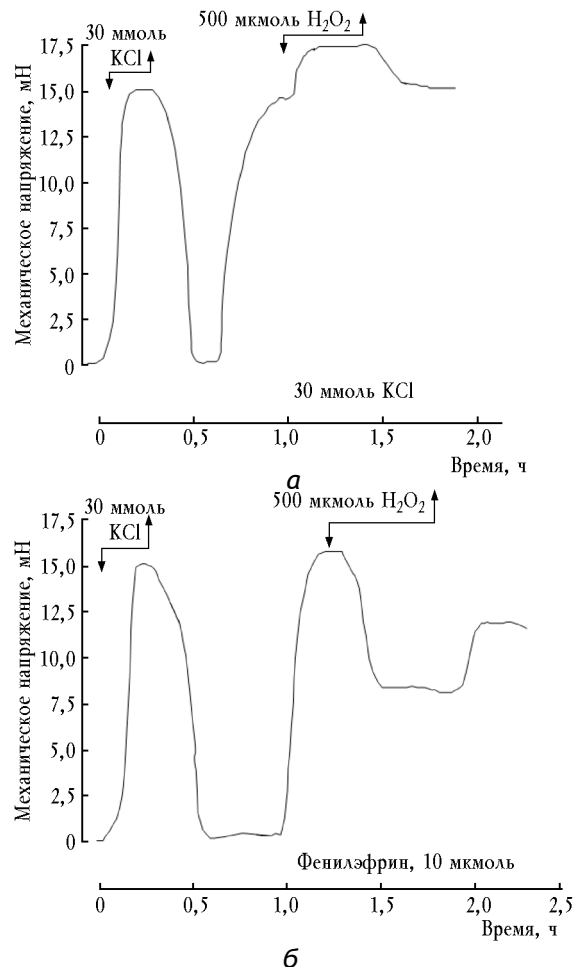 30 ммоль
KCl
500 мкмоль H₂O₂
Механическое напряжение, мН
17,5
15,0
12,5
10,0
7,5
5,0
2,5
0
30 ммоль KCl
0 0,5 1,0 1,5 2,0
Время, ч
а
30 ммоль
KCl
500 мкмоль H₂O₂
Механическое напряжение, мН
17,5
15,0
12,5
10,0
7,5
5,0
2,5
0
Фенилэфрин, 10 мкмоль
0 0,5 1,0 1,5 2,0 2,5
Время, ч
б